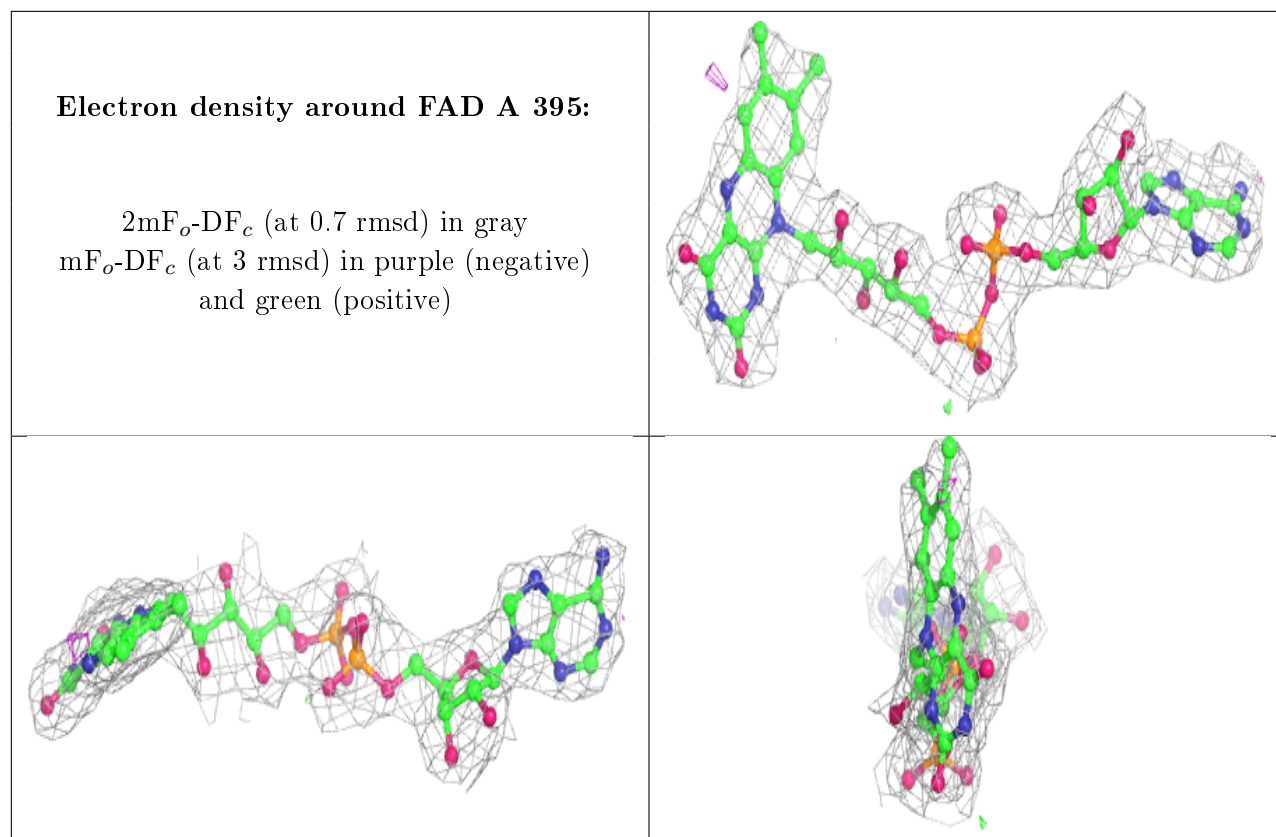 Electron density around FAD A 395:
2mFₒ-DF𝒸 (at 0.7 rmsd) in gray
mFₒ-DF𝒸 (at 3 rmsd) in purple (negative)
and green (positive)